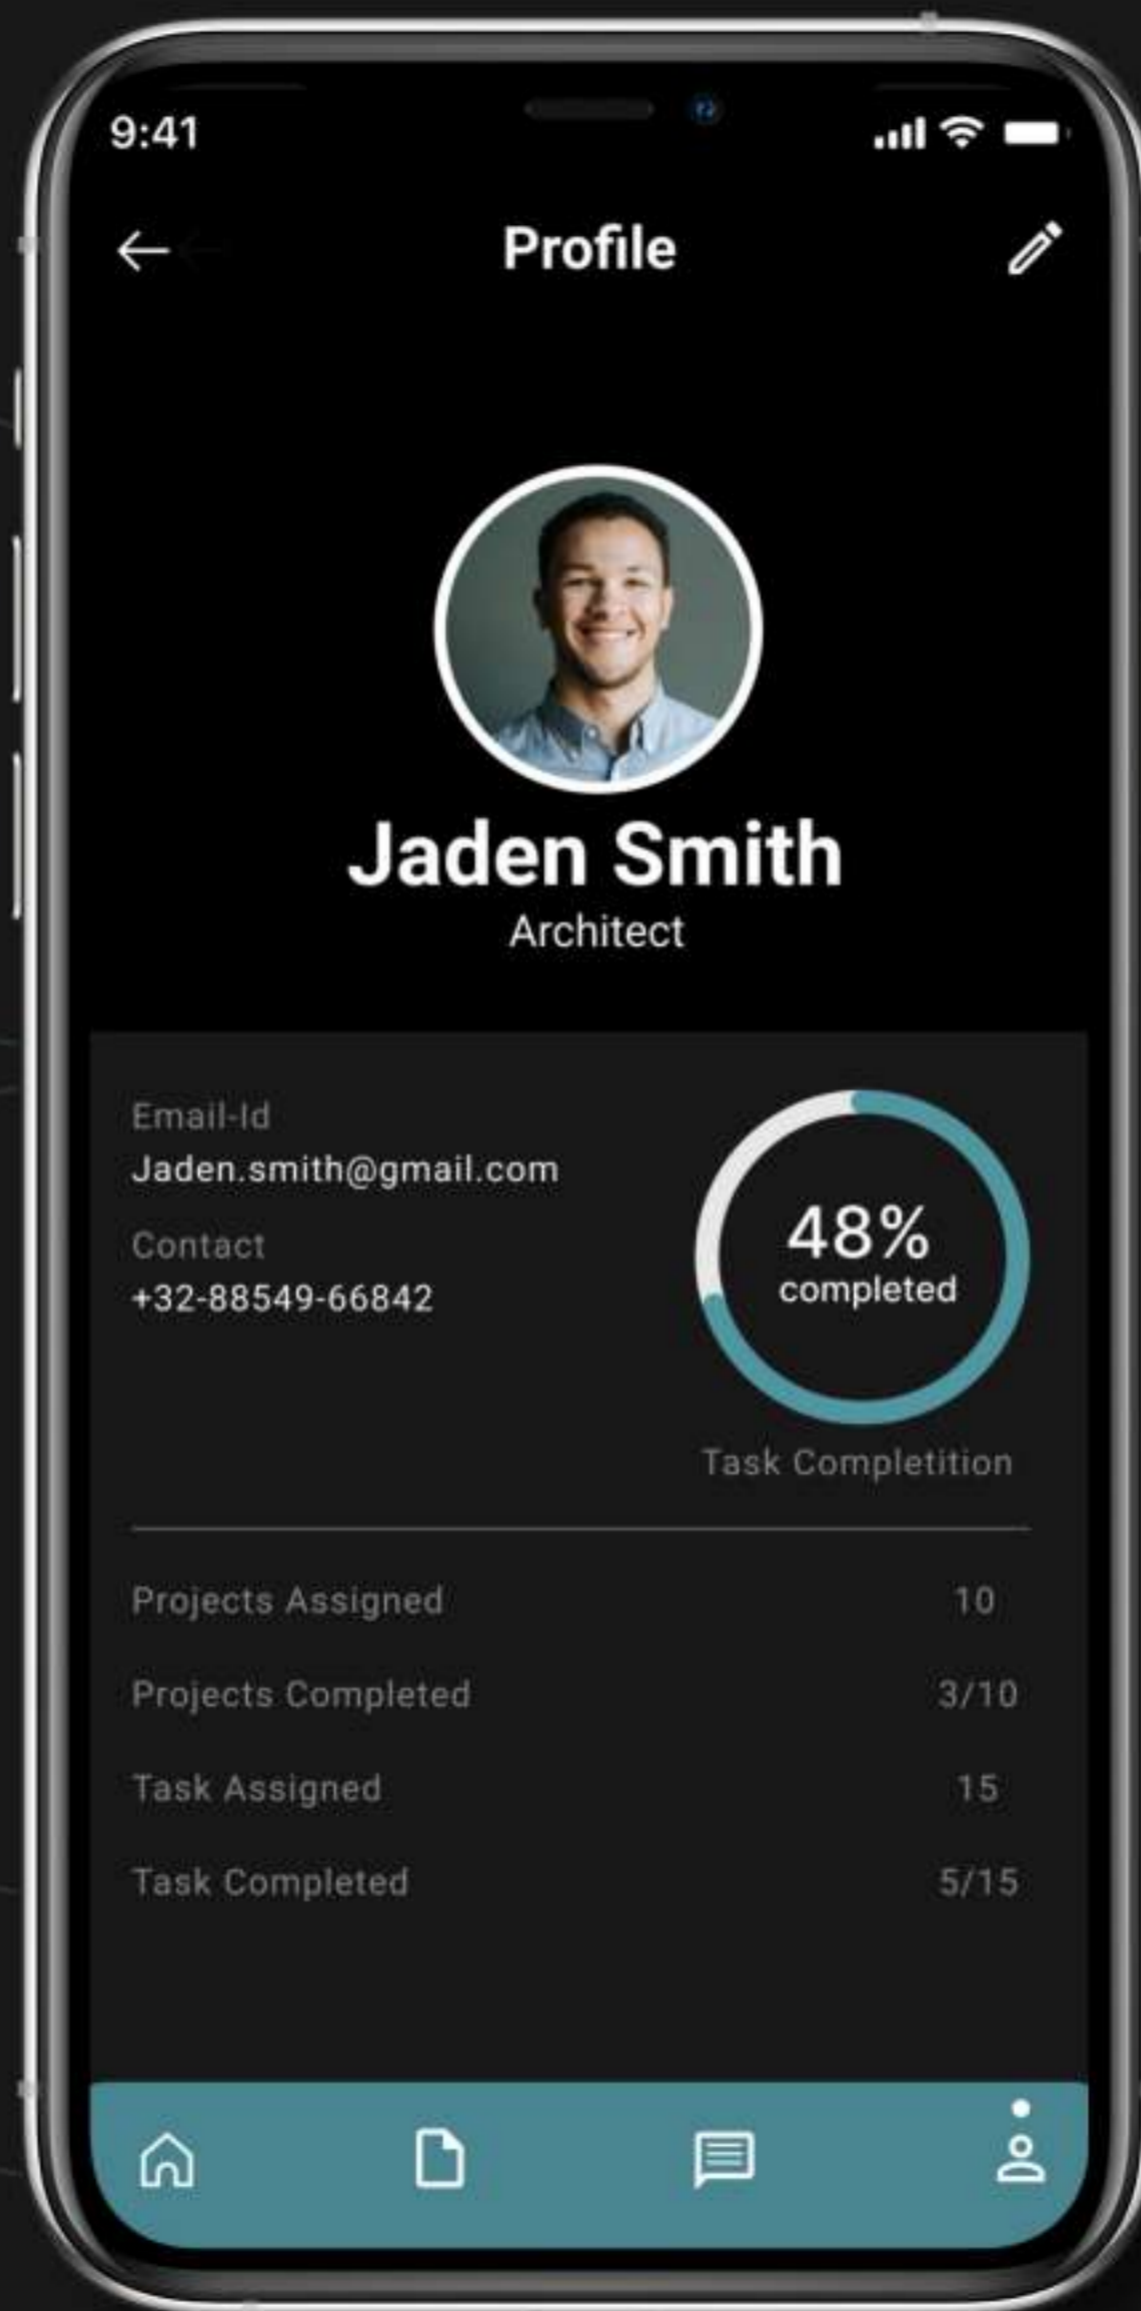 9:41
Profile
Jaden Smith
Architect
Email-Id
Jaden.smith@gmail.com
Contact
+32-88549-66842
48%
completed
Task Completition
Projects Assigned 10
Projects Completed 3/10
Task Assigned 15
Task Completed 5/15